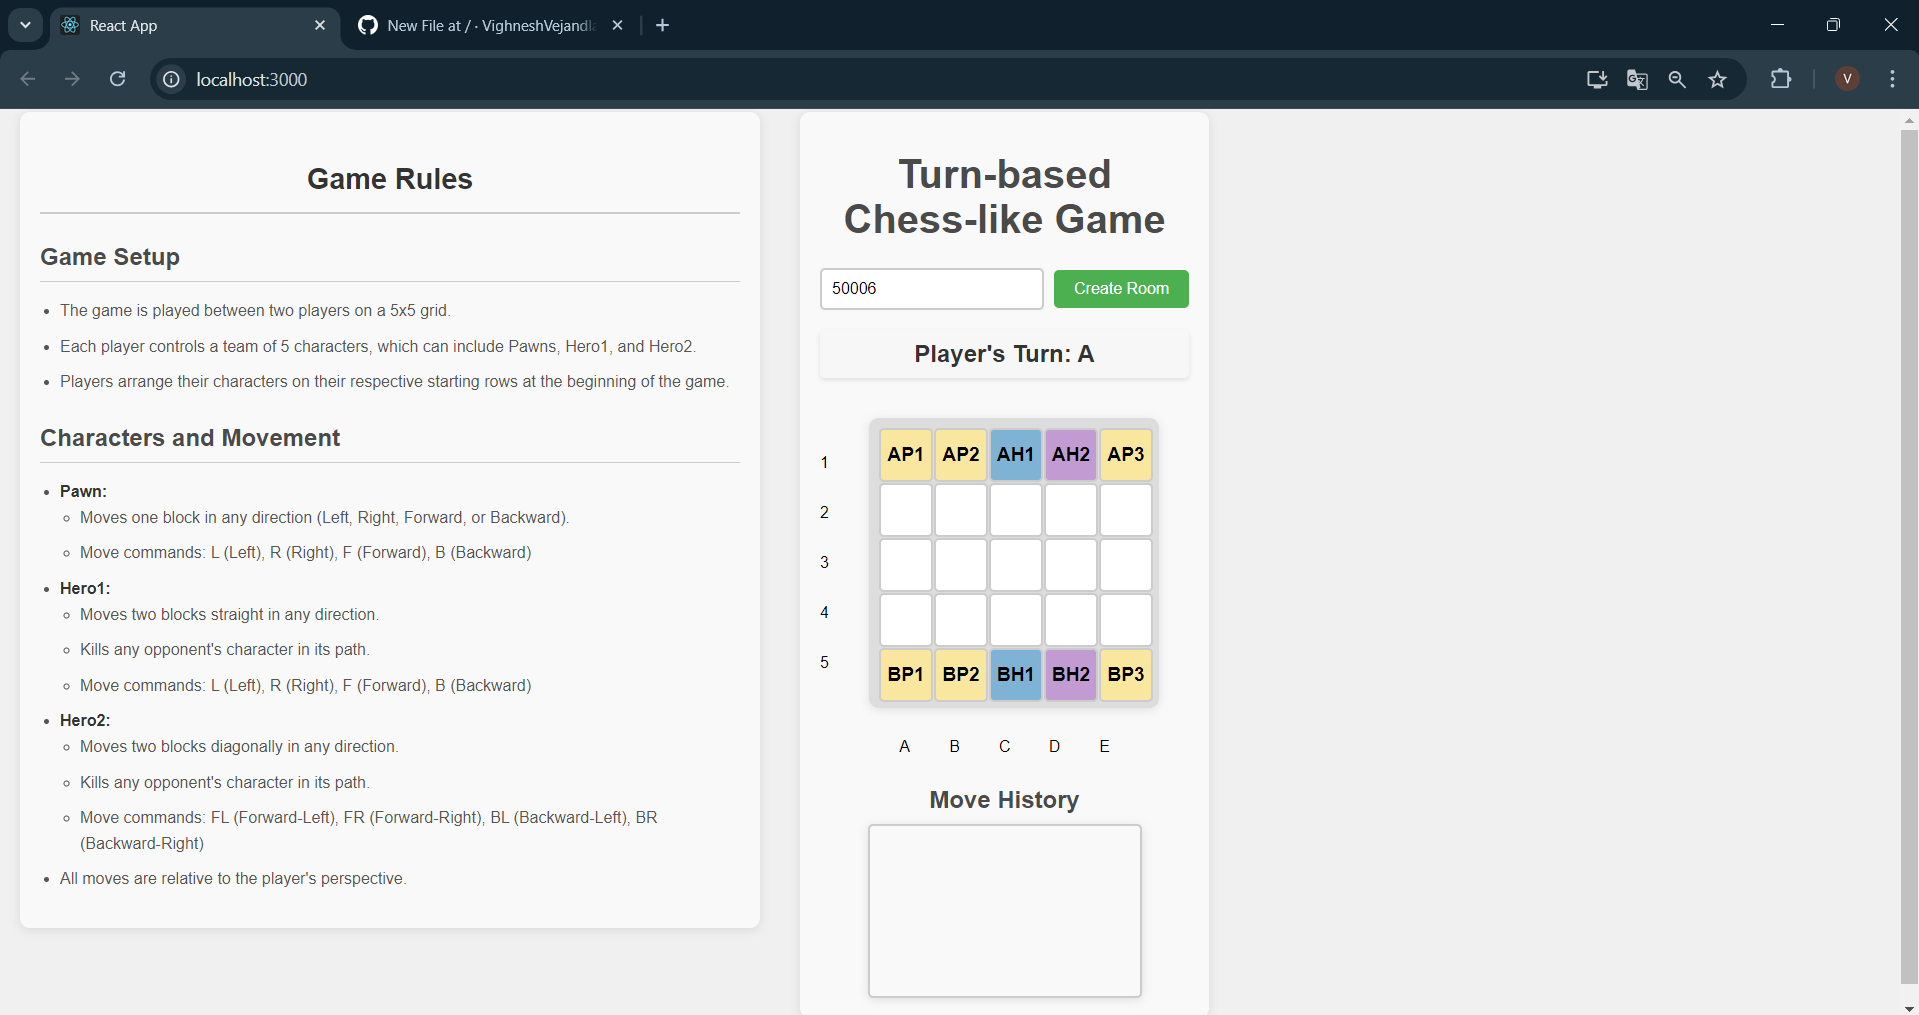 React App
New File at / · VighneshVejandl
localhost:3000
V
Game Rules
Game Setup
• The game is played between two players on a 5x5 grid.
• Each player controls a team of 5 characters, which can include Pawns, Hero1, and Hero2.
• Players arrange their characters on their respective starting rows at the beginning of the game.
Characters and Movement
• Pawn:
○ Moves one block in any direction (Left, Right, Forward, or Backward).
○ Move commands: L (Left), R (Right), F (Forward), B (Backward)
• Hero1:
○ Moves two blocks straight in any direction.
○ Kills any opponent's character in its path.
○ Move commands: L (Left), R (Right), F (Forward), B (Backward)
• Hero2:
○ Moves two blocks diagonally in any direction.
○ Kills any opponent's character in its path.
○ Move commands: FL (Forward-Left), FR (Forward-Right), BL (Backward-Left), BR
(Backward-Right)
• All moves are relative to the player's perspective.
Turn-based
Chess-like Game
50006
Create Room
Player's Turn: A
1 AP1 AP2 AH1 AH2 AP3
2
3
4
5 BP1 BP2 BH1 BH2 BP3
A B C D E
Move History